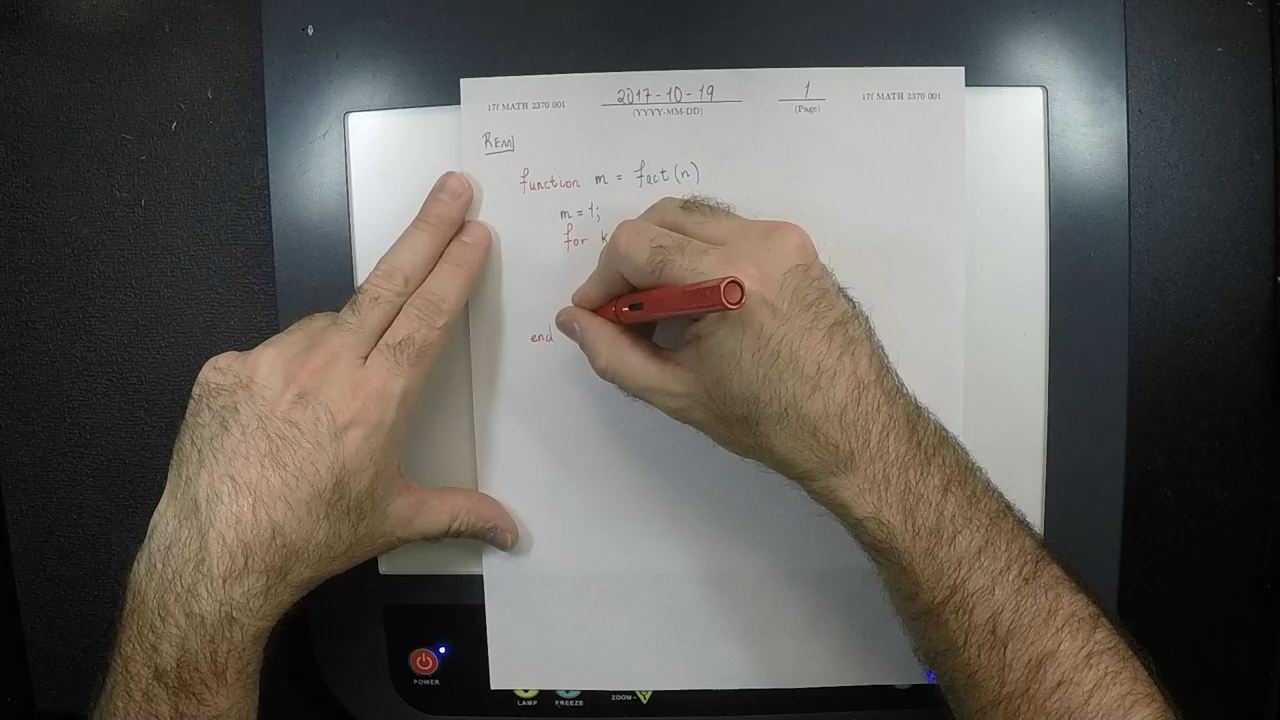 17f MATH 2370 001 2017-10-19 1 17f MATH 2370 001
(YYYY-MM-DD) (Page)
REM
function m = fact(n)
m = 1;
for k
end
POWER
LAMP FREEZE ZOOM